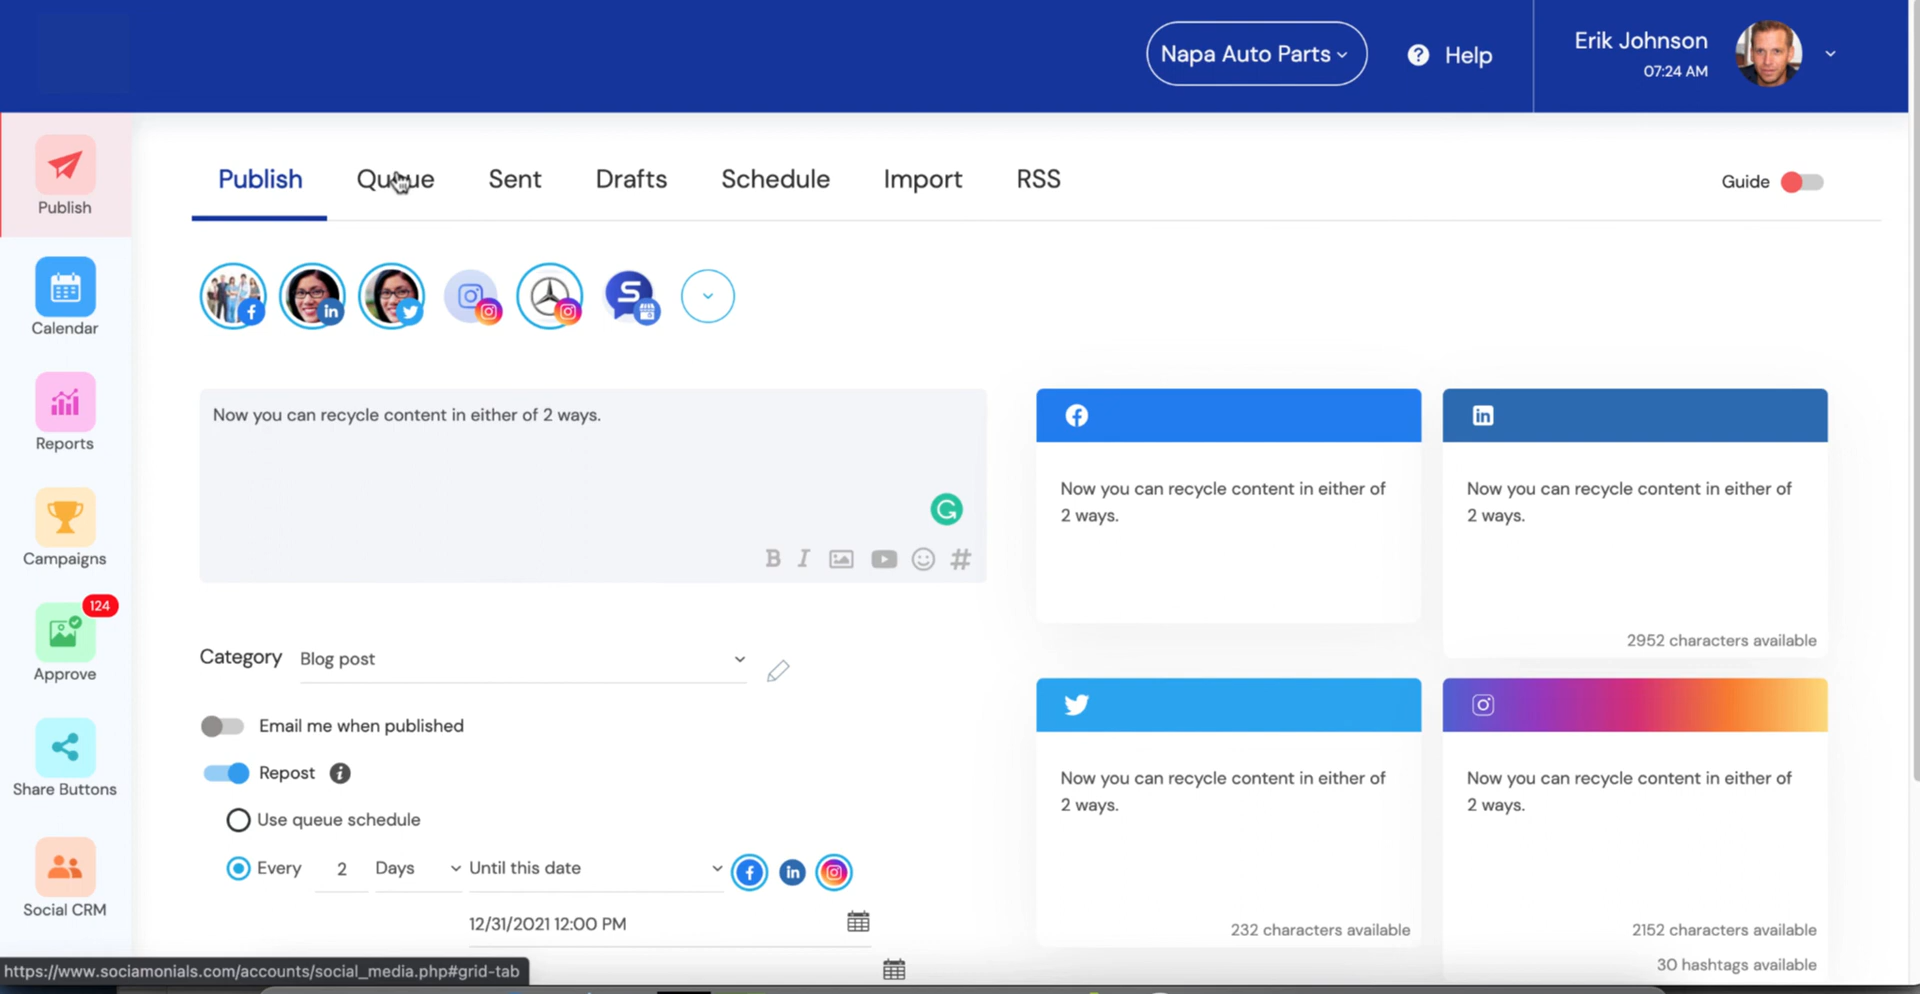 Napa Auto Parts
Help
Erik Johnson
07:24 AM
Publish
Queue
Sent
Drafts
Schedule
Import
RSS
Guide
Publish
Calendar
Reports
Campaigns
124
Approve
Share Buttons
Social CRM
Now you can recycle content in either of 2 ways.
B I #
Category Blog post
Email me when published
Repost
Use queue schedule
Every 2 Days Until this date
12/31/2021 12:00 PM
Now you can recycle content in either of
2 ways.
Now you can recycle content in either of
2 ways.
2952 characters available
Now you can recycle content in either of
2 ways.
232 characters available
Now you can recycle content in either of
2 ways.
2152 characters available
30 hashtags available
https://www.sociamonials.com/accounts/social_media.php#grid-tab